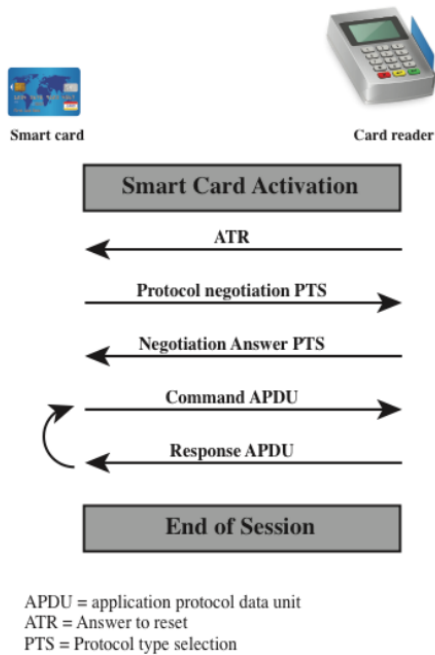 Smart card
Card reader
Smart Card Activation
ATR
Protocol negotiation PTS
Negotiation Answer PTS
Command APDU
Response APDU
End of Session
APDU = application protocol data unit
ATR = Answer to reset
PTS = Protocol type selection